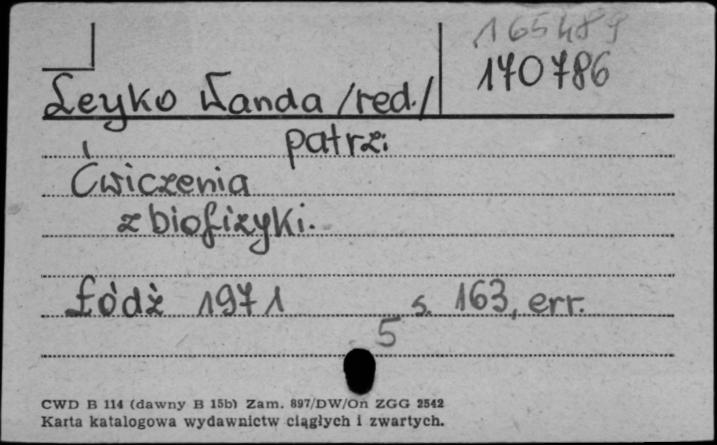 165489
170786
Leyko Wanda /red./
patrz:
Ćwiczenia
z biofizyki.
Łódź 1971 s. 163, err.
5
CWD B 114 (dawny B 15b) Zam. 897/DW/On ZGG 2542
Karta katalogowa wydawnictw ciągłych i zwartych.